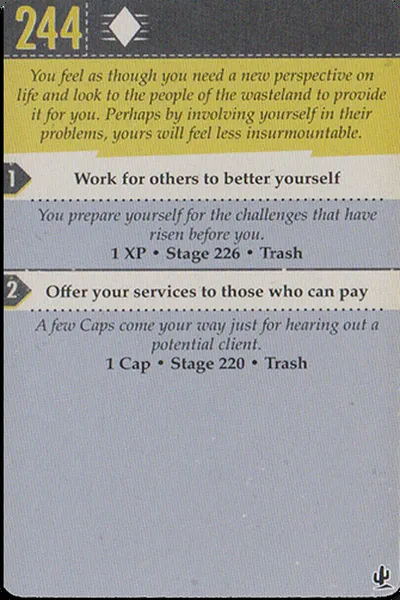 244
You feel as though you need a new perspective on
life and look to the people of the wasteland to provide
it for you. Perhaps by involving yourself in their
problems, yours will feel less insurmountable.
1
Work for others to better yourself
You prepare yourself for the challenges that have
risen before you.
1 XP • Stage 226 • Trash
2
Offer your services to those who can pay
A few Caps come your way just for hearing out a
potential client.
1 Cap • Stage 220 • Trash